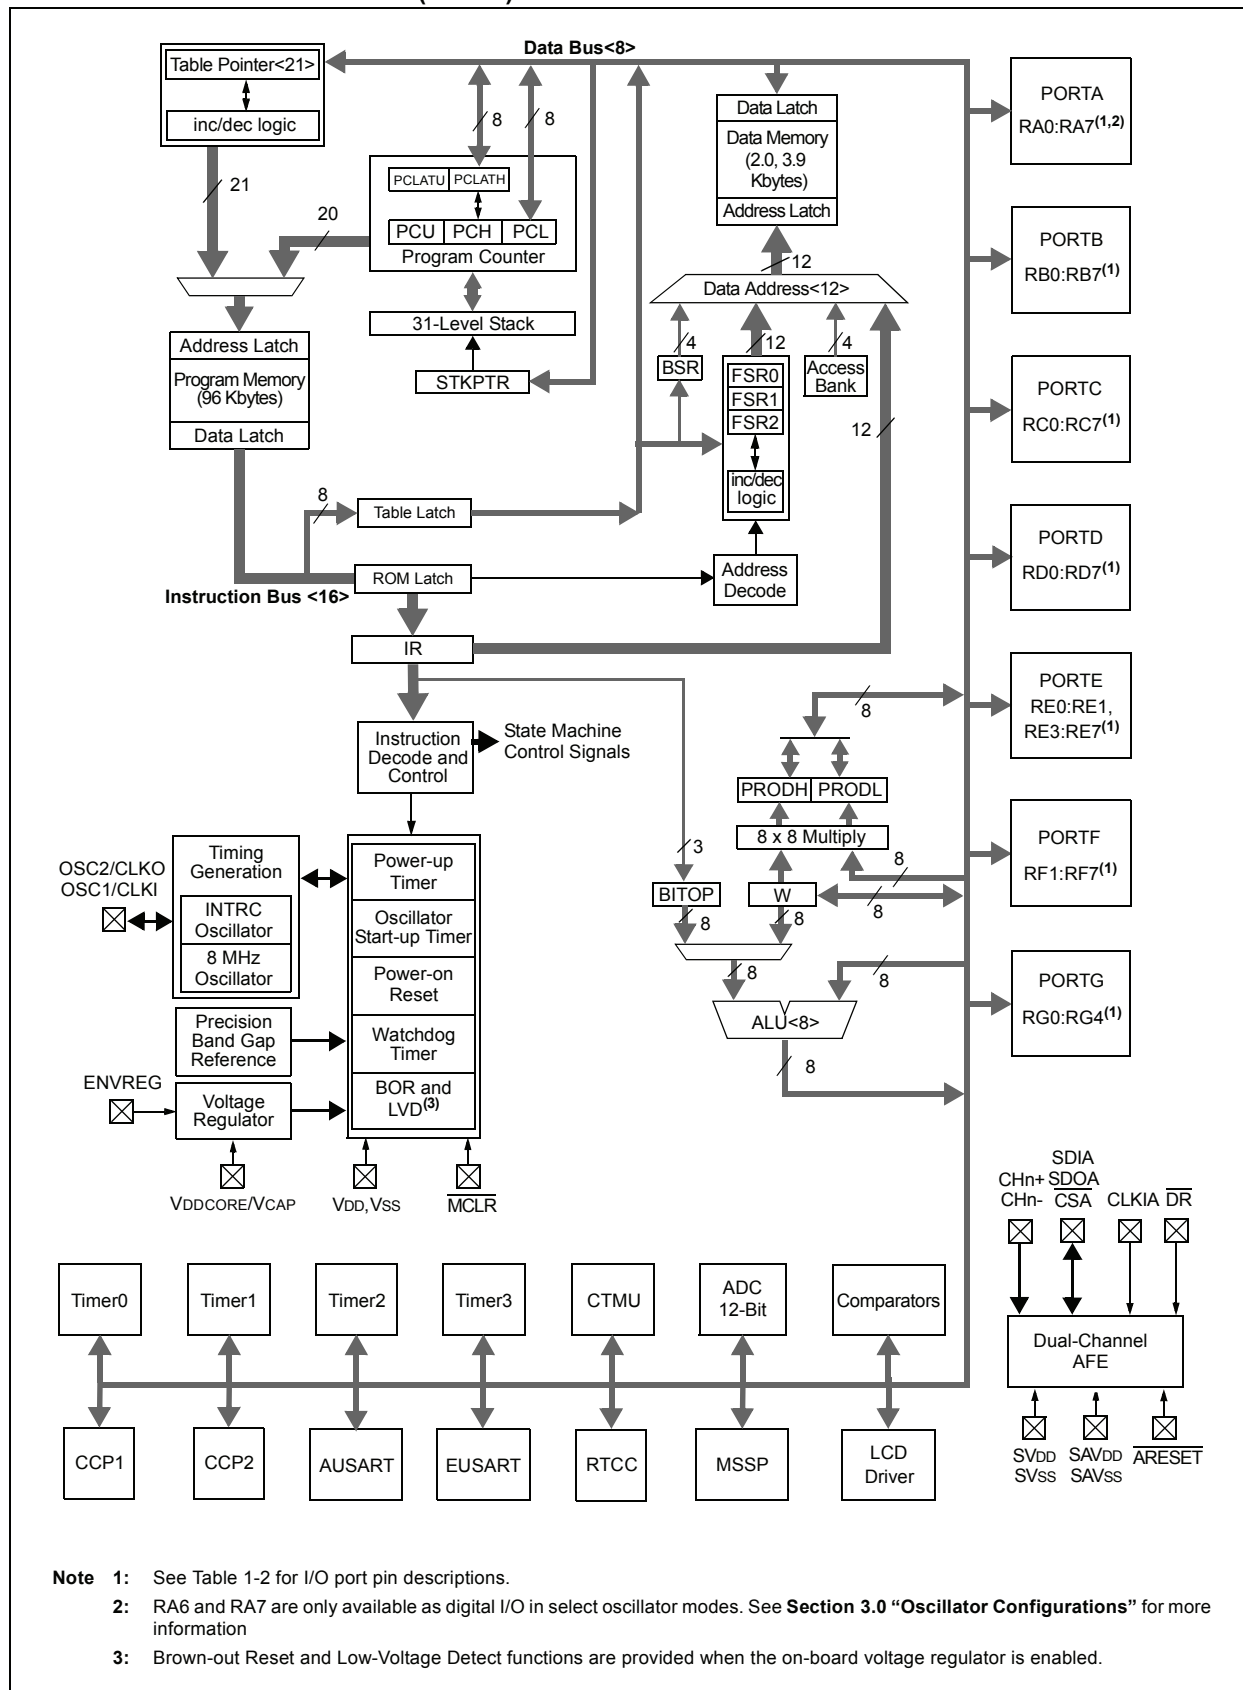 Data Bus<8>
Table Pointer<21>
inc/dec logic
21
20
8
8
PCLATU PCLATH
PCU PCH PCL
Program Counter
31-Level Stack
STKPTR
Data Latch
Data Memory
(2.0, 3.9
Kbytes)
Address Latch
12
Data Address<12>
4
12
4
BSR
FSR0
FSR1
FSR2
Access
Bank
12
inc/dec
logic
Address
Decode
Address Latch
Program Memory
(96 Kbytes)
Data Latch
8
Table Latch
ROM Latch
Instruction Bus <16>
IR
Instruction
Decode and
Control
State Machine
Control Signals
8
PRODH PRODL
8 x 8 Multiply
3
8
BITOP
W
8
8
8
8
8
ALU<8>
8
OSC2/CLKO
OSC1/CLKI
Timing
Generation
INTRC
Oscillator
8 MHz
Oscillator
Power-up
Timer
Oscillator
Start-up Timer
Power-on
Reset
Watchdog
Timer
BOR and
LVD(3)
Precision
Band Gap
Reference
ENVREG
Voltage
Regulator
VDDCORE/VCAP
VDD,VSS
MCLR
PORTA
RA0:RA7(1,2)
PORTB
RB0:RB7(1)
PORTC
RC0:RC7(1)
PORTD
RD0:RD7(1)
PORTE
RE0:RE1,
RE3:RE7(1)
PORTF
RF1:RF7(1)
PORTG
RG0:RG4(1)
CHn+
CHn-
SDIA
SDOA
CSA
CLKIA
DR
Dual-Channel
AFE
SVDD
SVSS
SAVDD
SAVSS
ARESET
Timer0
Timer1
Timer2
Timer3
CTMU
ADC
12-Bit
Comparators
CCP1
CCP2
AUSART
EUSART
RTCC
MSSP
LCD
Driver
Note 1: See Table 1-2 for I/O port pin descriptions.
2: RA6 and RA7 are only available as digital I/O in select oscillator modes. See Section 3.0 “Oscillator Configurations” for more
information
3: Brown-out Reset and Low-Voltage Detect functions are provided when the on-board voltage regulator is enabled.